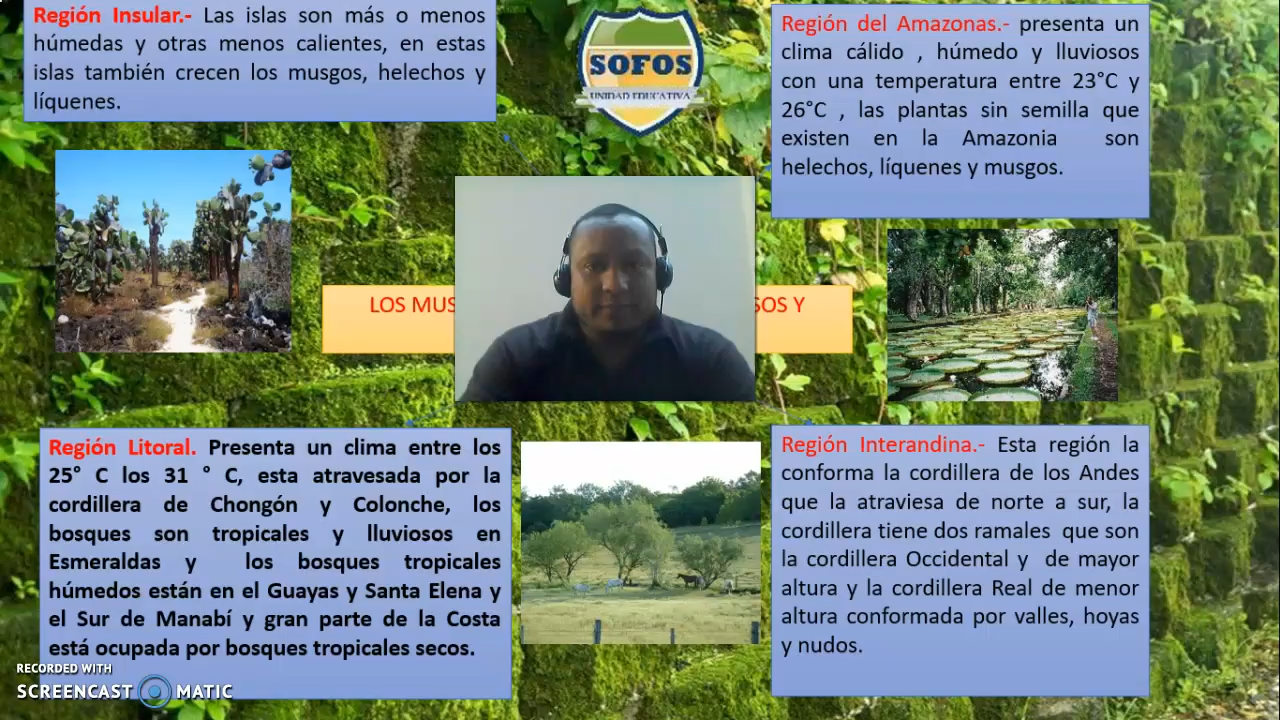 Región Insular.- Las islas son más o menos
húmedas y otras menos calientes, en estas
islas también crecen los musgos, helechos y
líquenes.
SOFOS
UNIDAD EDUCATIVA
Región del Amazonas.- presenta un
clima cálido , húmedo y lluviosos
con una temperatura entre 23°C y
26°C , las plantas sin semilla que
existen en la Amazonia son
helechos, líquenes y musgos.
LOS MUS
SOS Y
Región Litoral. Presenta un clima entre los
25° C los 31 ° C, esta atravesada por la
cordillera de Chongón y Colonche, los
bosques son tropicales y lluviosos en
Esmeraldas y los bosques tropicales
húmedos están en el Guayas y Santa Elena y
el Sur de Manabí y gran parte de la Costa
está ocupada por bosques tropicales secos.
Región Interandina.- Esta región la
conforma la cordillera de los Andes
que la atraviesa de norte a sur, la
cordillera tiene dos ramales que son
la cordillera Occidental y de mayor
altura y la cordillera Real de menor
altura conformada por valles, hoyas
y nudos.
RECORDED WITH
SCREENCAST MATIC